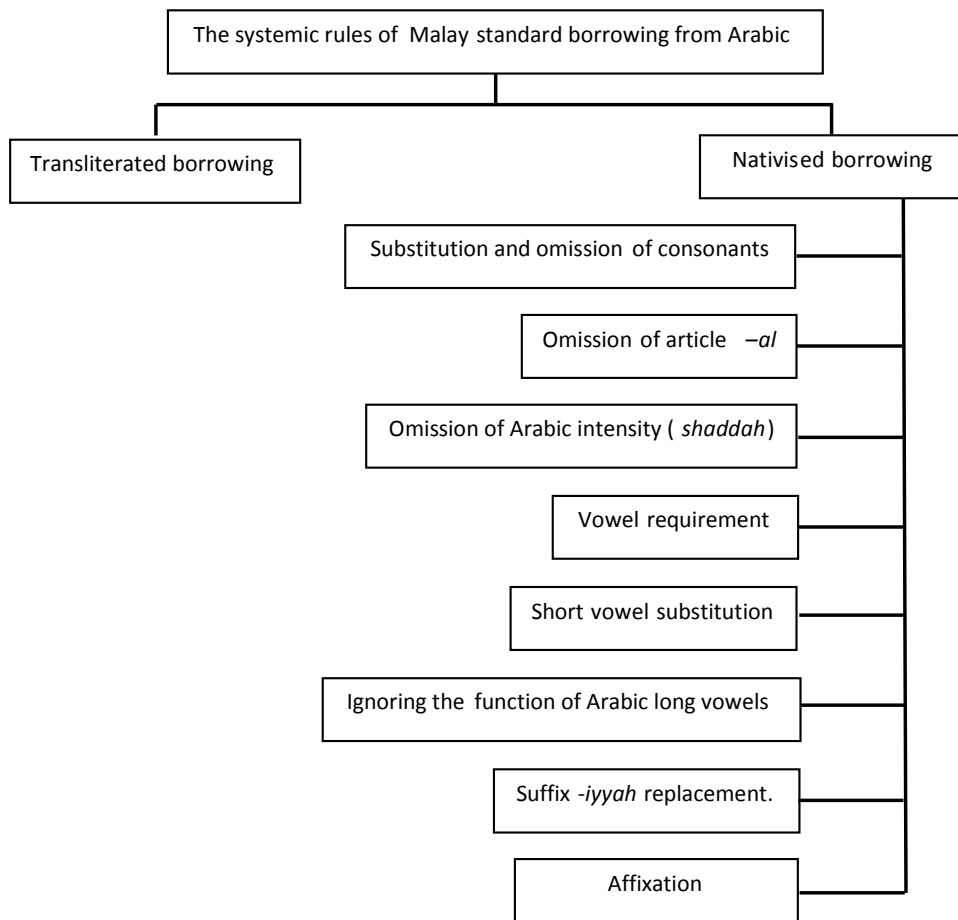 The systemic rules of Malay standard borrowing from Arabic
Transliterated borrowing
Nativised borrowing
Substitution and omission of consonants
Omission of article –al
Omission of Arabic intensity ( shaddah)
Vowel requirement
Short vowel substitution
Ignoring the function of Arabic long vowels
Suffix -iyyah replacement.
Affixation